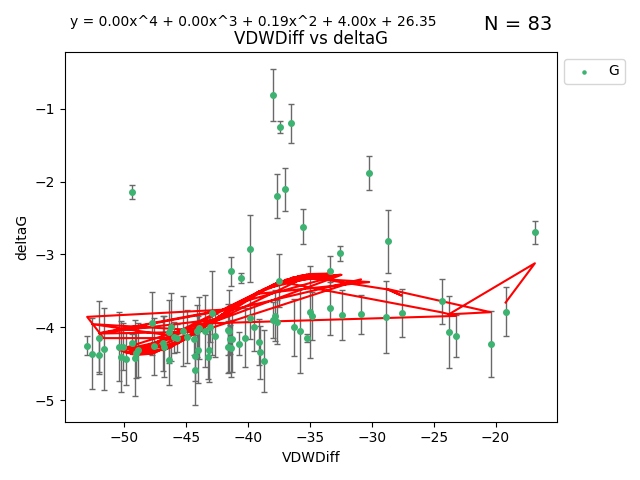 y = 0.00x^4 + 0.00x^3 + 0.19x^2 + 4.00x + 26.35
N = 83
VDWDiff vs deltaG
G
deltaG
−1
−2
−3
−4
−5
−50
−45
−40
−35
−30
−25
−20
VDWDiff